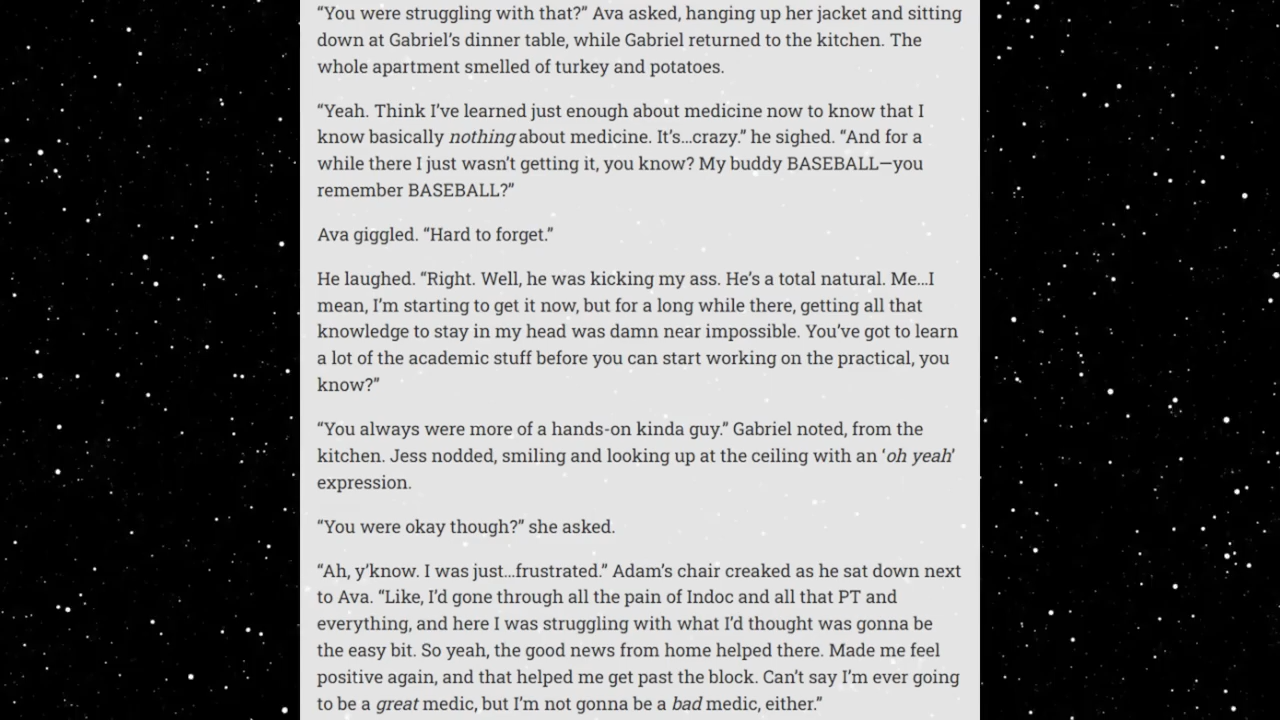 “You were struggling with that?” Ava asked, hanging up her jacket and sitting
down at Gabriel’s dinner table, while Gabriel returned to the kitchen. The
whole apartment smelled of turkey and potatoes.
“Yeah. Think I’ve learned just enough about medicine now to know that I
know basically nothing about medicine. It’s…crazy.” he sighed. “And for a
while there I just wasn’t getting it, you know? My buddy BASEBALL—you
remember BASEBALL?”
Ava giggled. “Hard to forget.”
He laughed. “Right. Well, he was kicking my ass. He’s a total natural. Me…I
mean, I’m starting to get it now, but for a long while there, getting all that
knowledge to stay in my head was damn near impossible. You’ve got to learn
a lot of the academic stuff before you can start working on the practical, you
know?”
“You always were more of a hands-on kinda guy.” Gabriel noted, from the
kitchen. Jess nodded, smiling and looking up at the ceiling with an ‘oh yeah’
expression.
“You were okay though?” she asked.
“Ah, y’know. I was just…frustrated.” Adam’s chair creaked as he sat down next
to Ava. “Like, I’d gone through all the pain of Indoc and all that PT and
everything, and here I was struggling with what I’d thought was gonna be
the easy bit. So yeah, the good news from home helped there. Made me feel
positive again, and that helped me get past the block. Can’t say I’m ever going
to be a great medic, but I’m not gonna be a bad medic, either.”